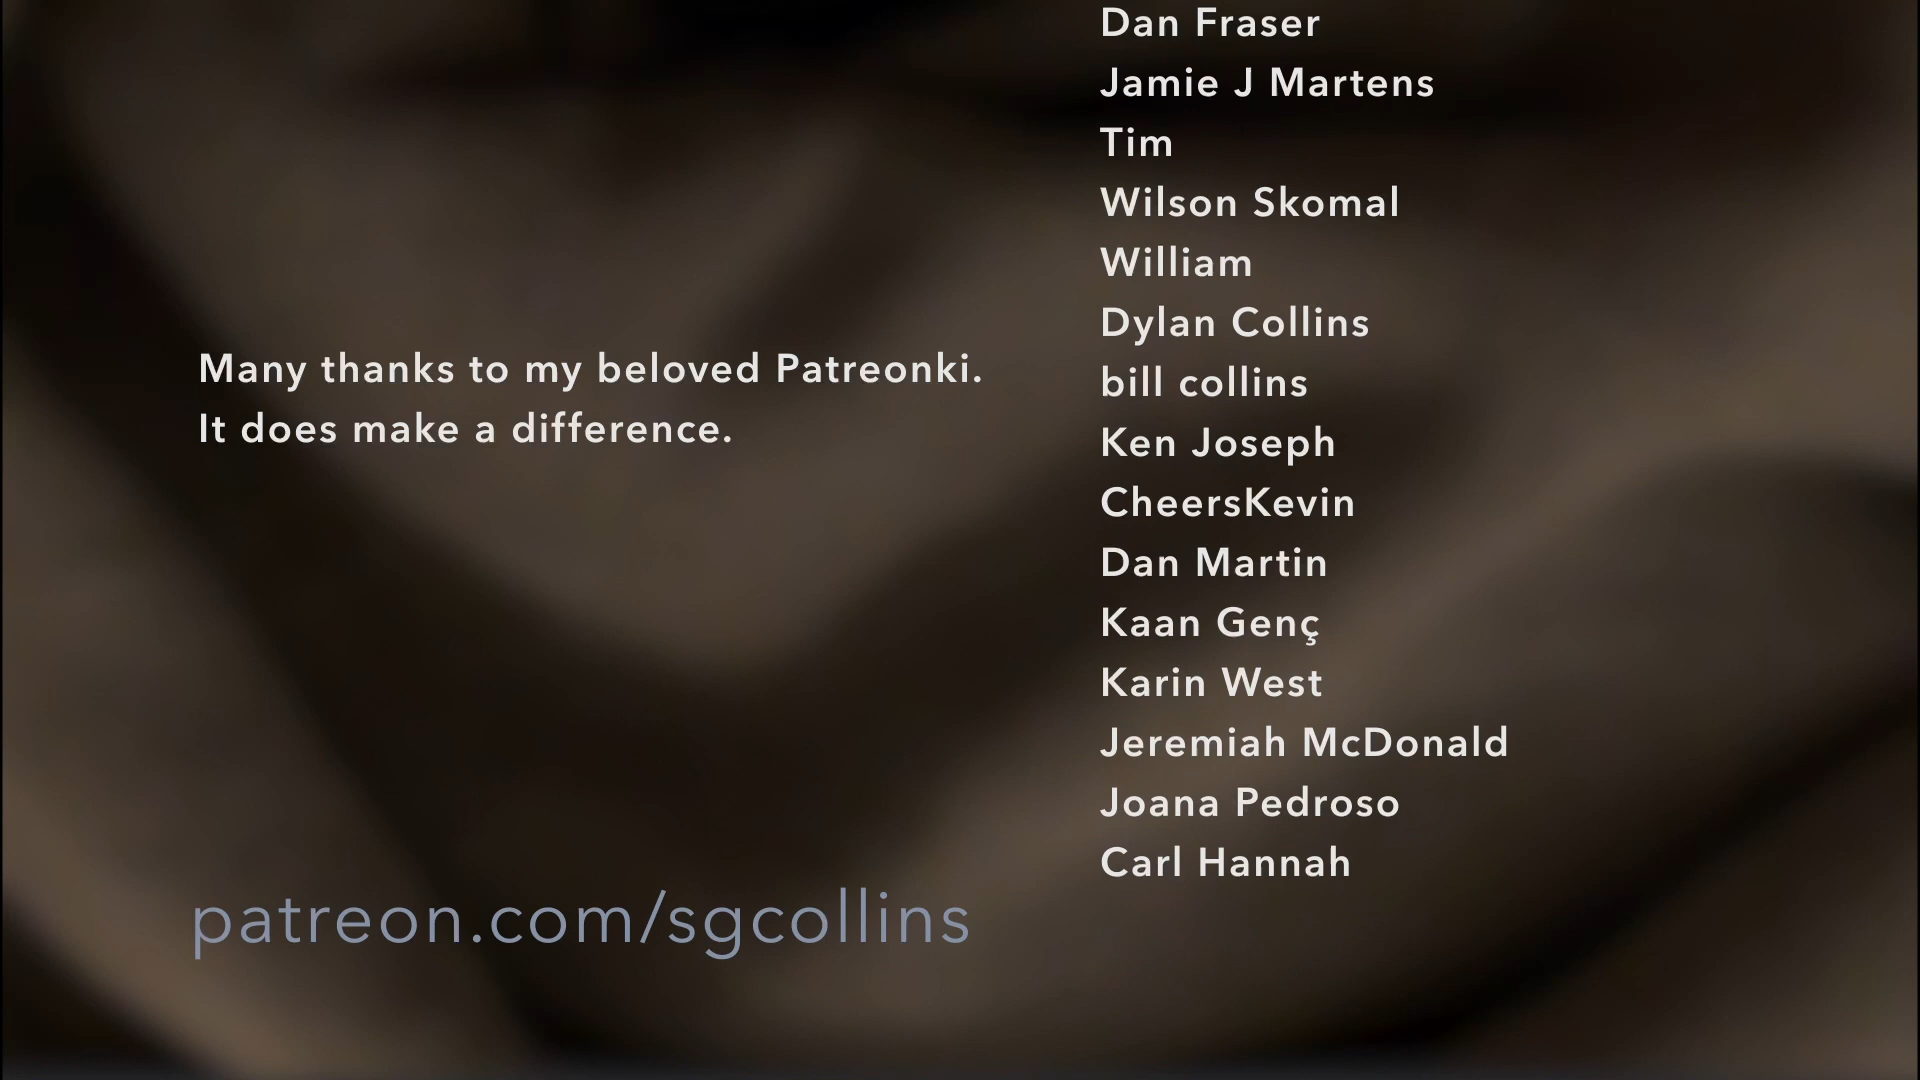 Many thanks to my beloved Patreonki.
It does make a difference.
patreon.com/sgcollins
Dan Fraser
Jamie J Martens
Tim
Wilson Skomal
William
Dylan Collins
bill collins
Ken Joseph
CheersKevin
Dan Martin
Kaan Genç
Karin West
Jeremiah McDonald
Joana Pedroso
Carl Hannah